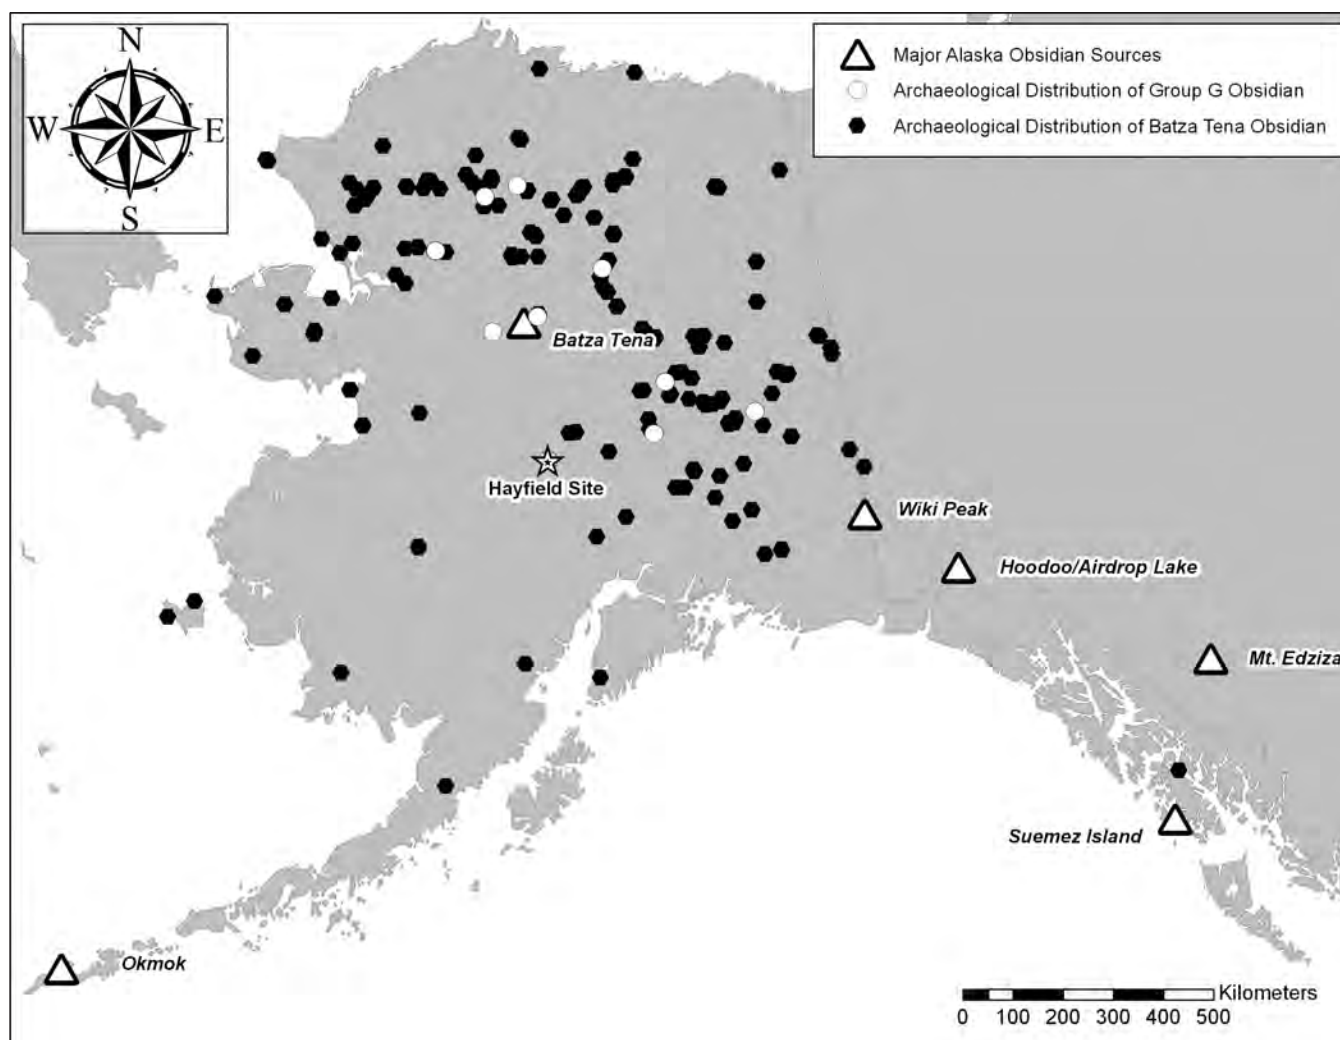 N
W E
S
Major Alaska Obsidian Sources
Archaeological Distribution of Group G Obsidian
Archaeological Distribution of Batza Tena Obsidian
Batza Tena
Hayfield Site
Wiki Peak
Hoodoo/Airdrop Lake
Mt. Edziza
Suemez Island
Okmok
Kilometers
0 100 200 300 400 500